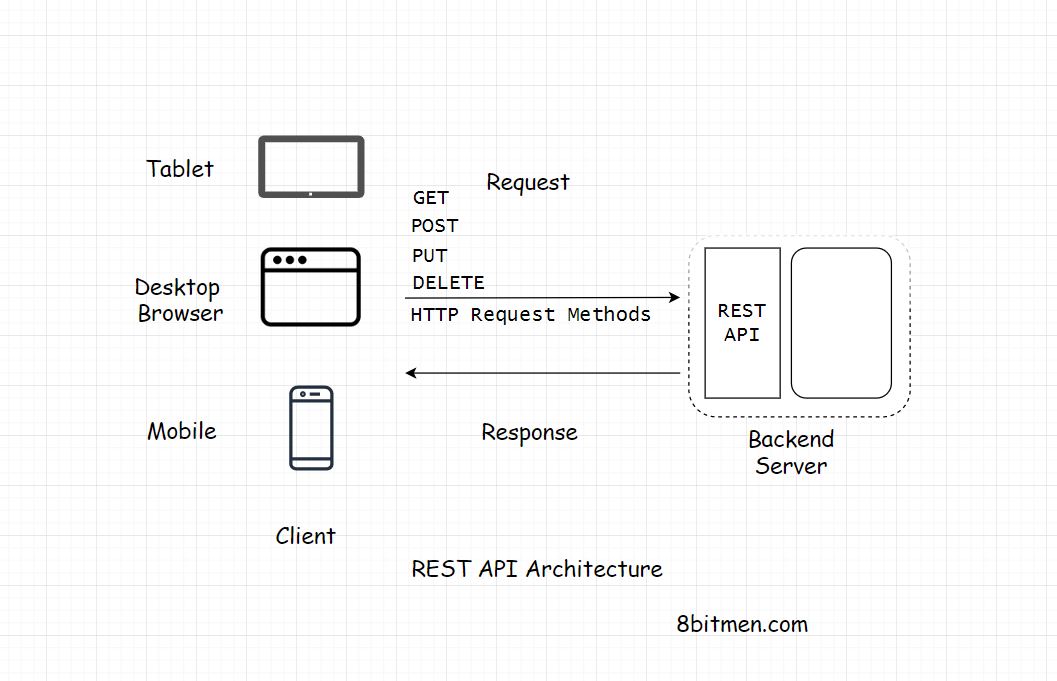 Tablet
Request
GET
POST
PUT
DELETE
Desktop
Browser
HTTP Request Methods
REST
API
Mobile
Response
Backend
Server
Client
REST API Architecture
8bitmen.com